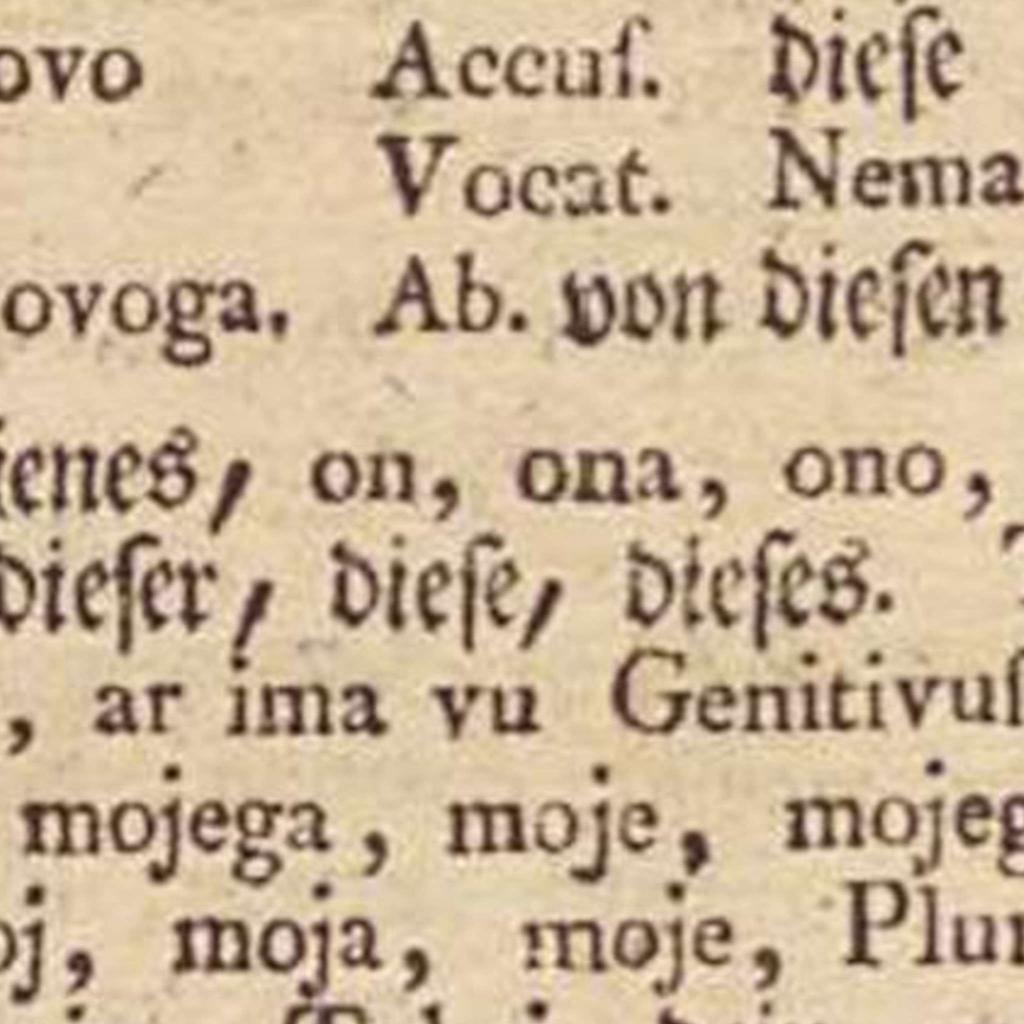 ovo Accuſ. dieſe
Vocat. Nema
ovoga. Ab. von dieſen
jenes, on, ona, ono,
dieſer, dieſe, dieſes.
, ar ima vu Genitivuſ
mojega, moje, mojeg
oj, moja, moje, Plur